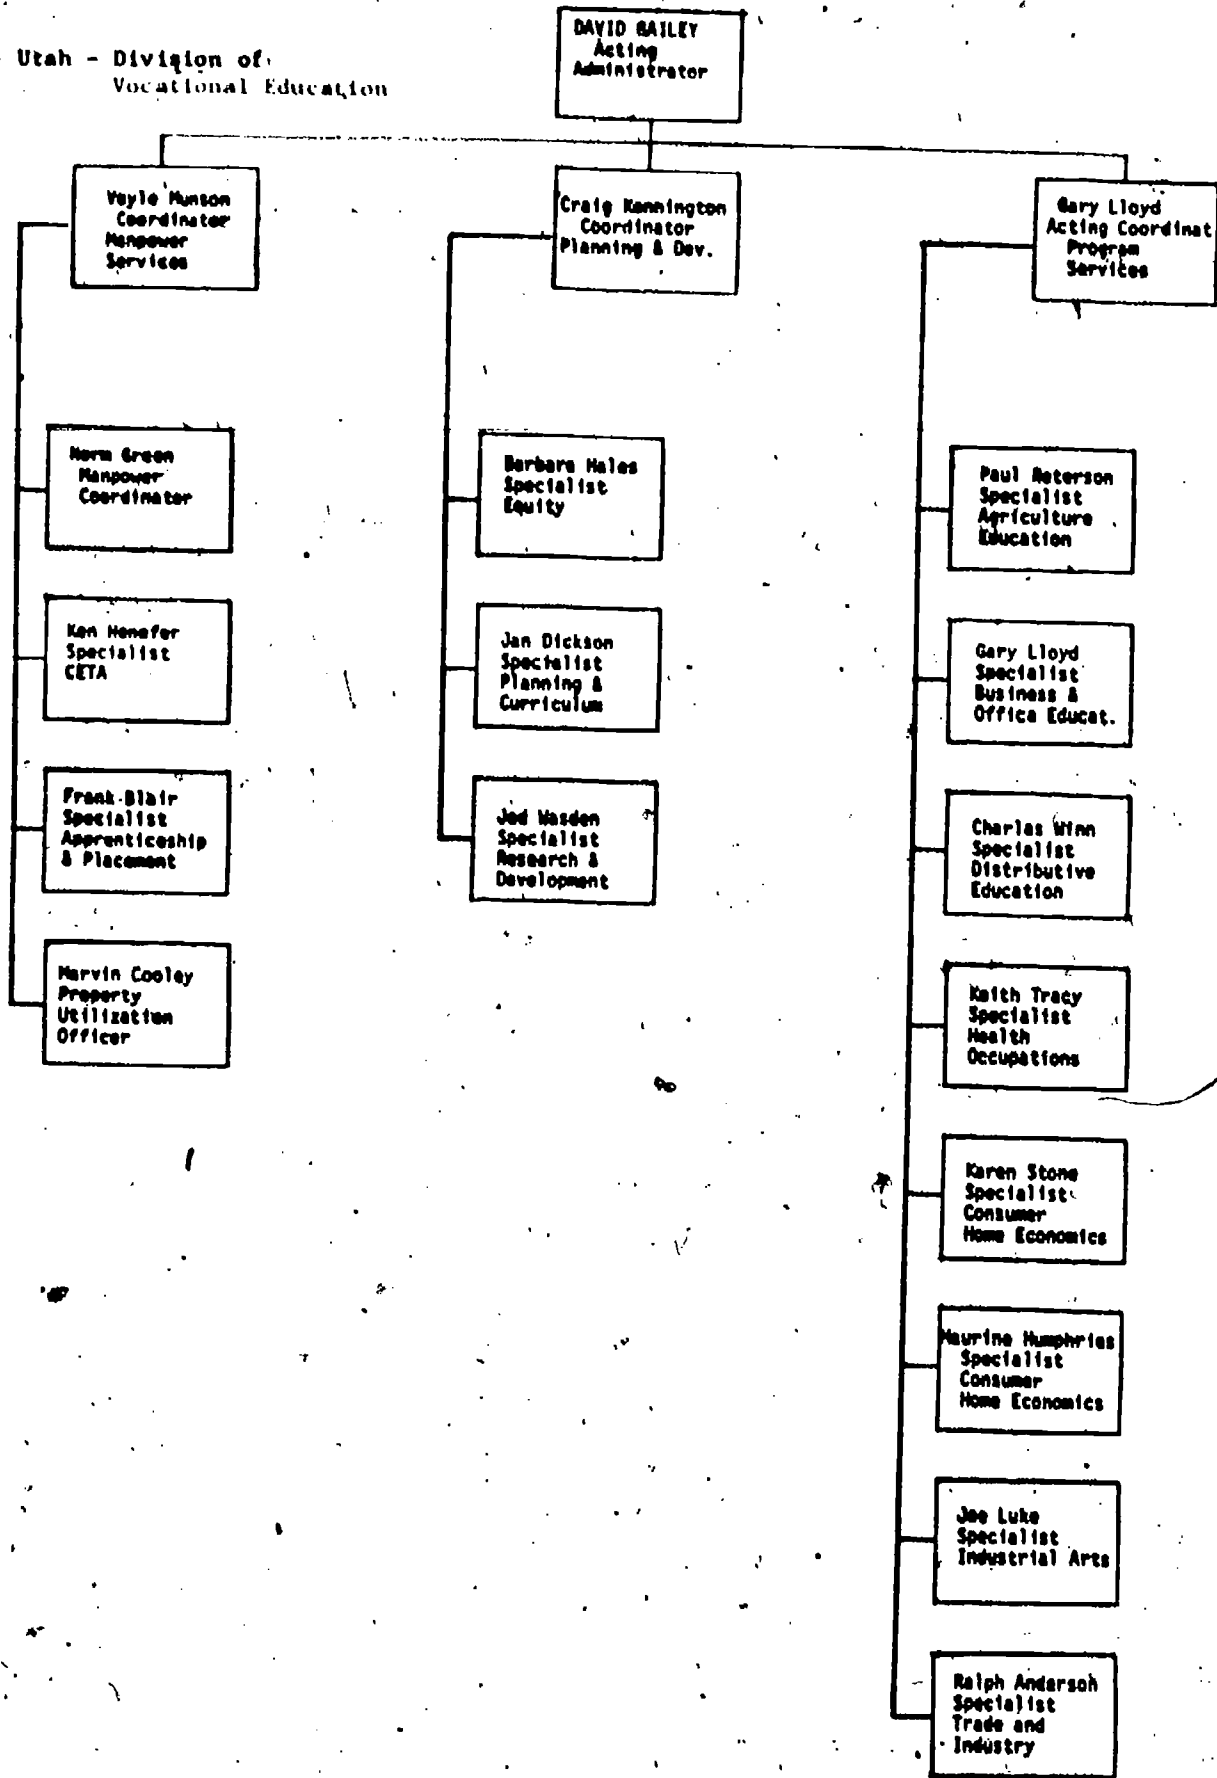 Utah - Division of
Vocational Education
DAVID GAILEY
Acting
Administrator
Vayle Munson
Coordinator
Manpower
Services
Craig Kennington
Coordinator
Planning & Dev.
Gary Lloyd
Acting Coordinat
Program
Services
Norm Green
Manpower
Coordinator
Ken Henefer
Specialist
CETA
Frank Blair
Specialist
Apprenticeship
& Placement
Marvin Cooley
Property
Utilization
Officer
Barbara Hales
Specialist
Equity
Jan Dickson
Specialist
Planning &
Curriculum
Jed Wasden
Specialist
Research &
Development
Paul Peterson
Specialist
Agriculture
Education
Gary Lloyd
Specialist
Business &
Office Educat.
Charles Winn
Specialist
Distributive
Education
Keith Tracy
Specialist
Health
Occupations
Karen Stone
Specialist
Consumer
Home Economics
Maurine Humphries
Specialist
Consumer
Home Economics
Joe Luke
Specialist
Industrial Arts
Ralph Anderson
Specialist
Trade and
Industry